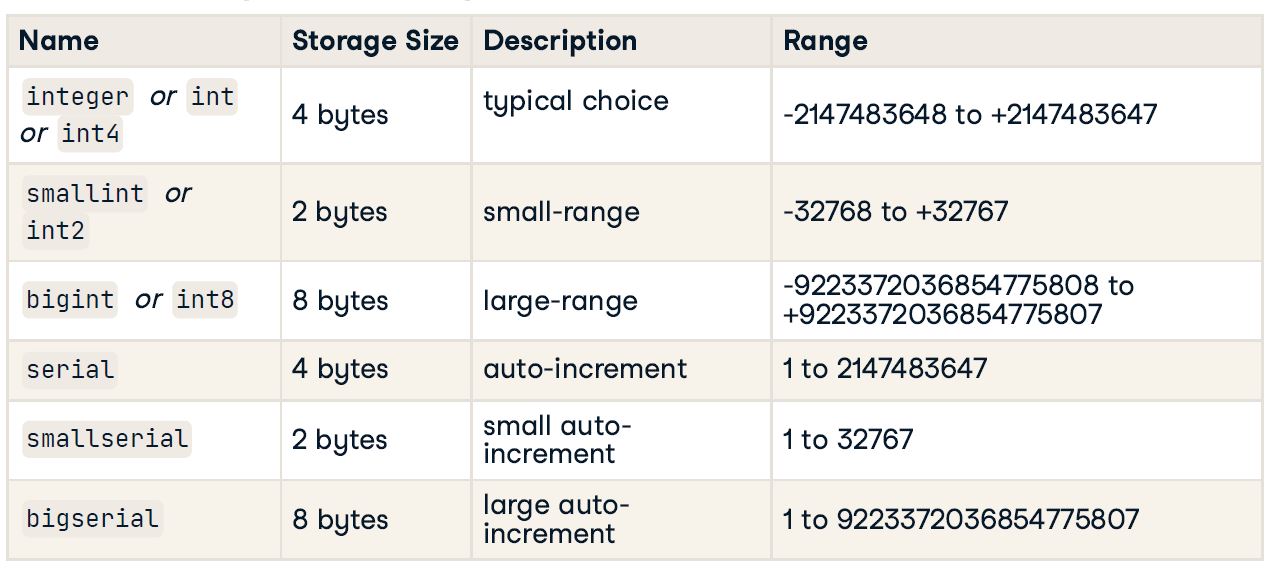 Name Storage Size Description Range
integer or int
or int4
4 bytes
typical choice
-2147483648 to +2147483647
smallint or
int2
2 bytes
small-range
-32768 to +32767
bigint or int8
8 bytes
large-range
-9223372036854775808 to
+9223372036854775807
serial
4 bytes
auto-increment
1 to 2147483647
smallserial
2 bytes
small auto-
increment
1 to 32767
bigserial
8 bytes
large auto-
increment
1 to 9223372036854775807